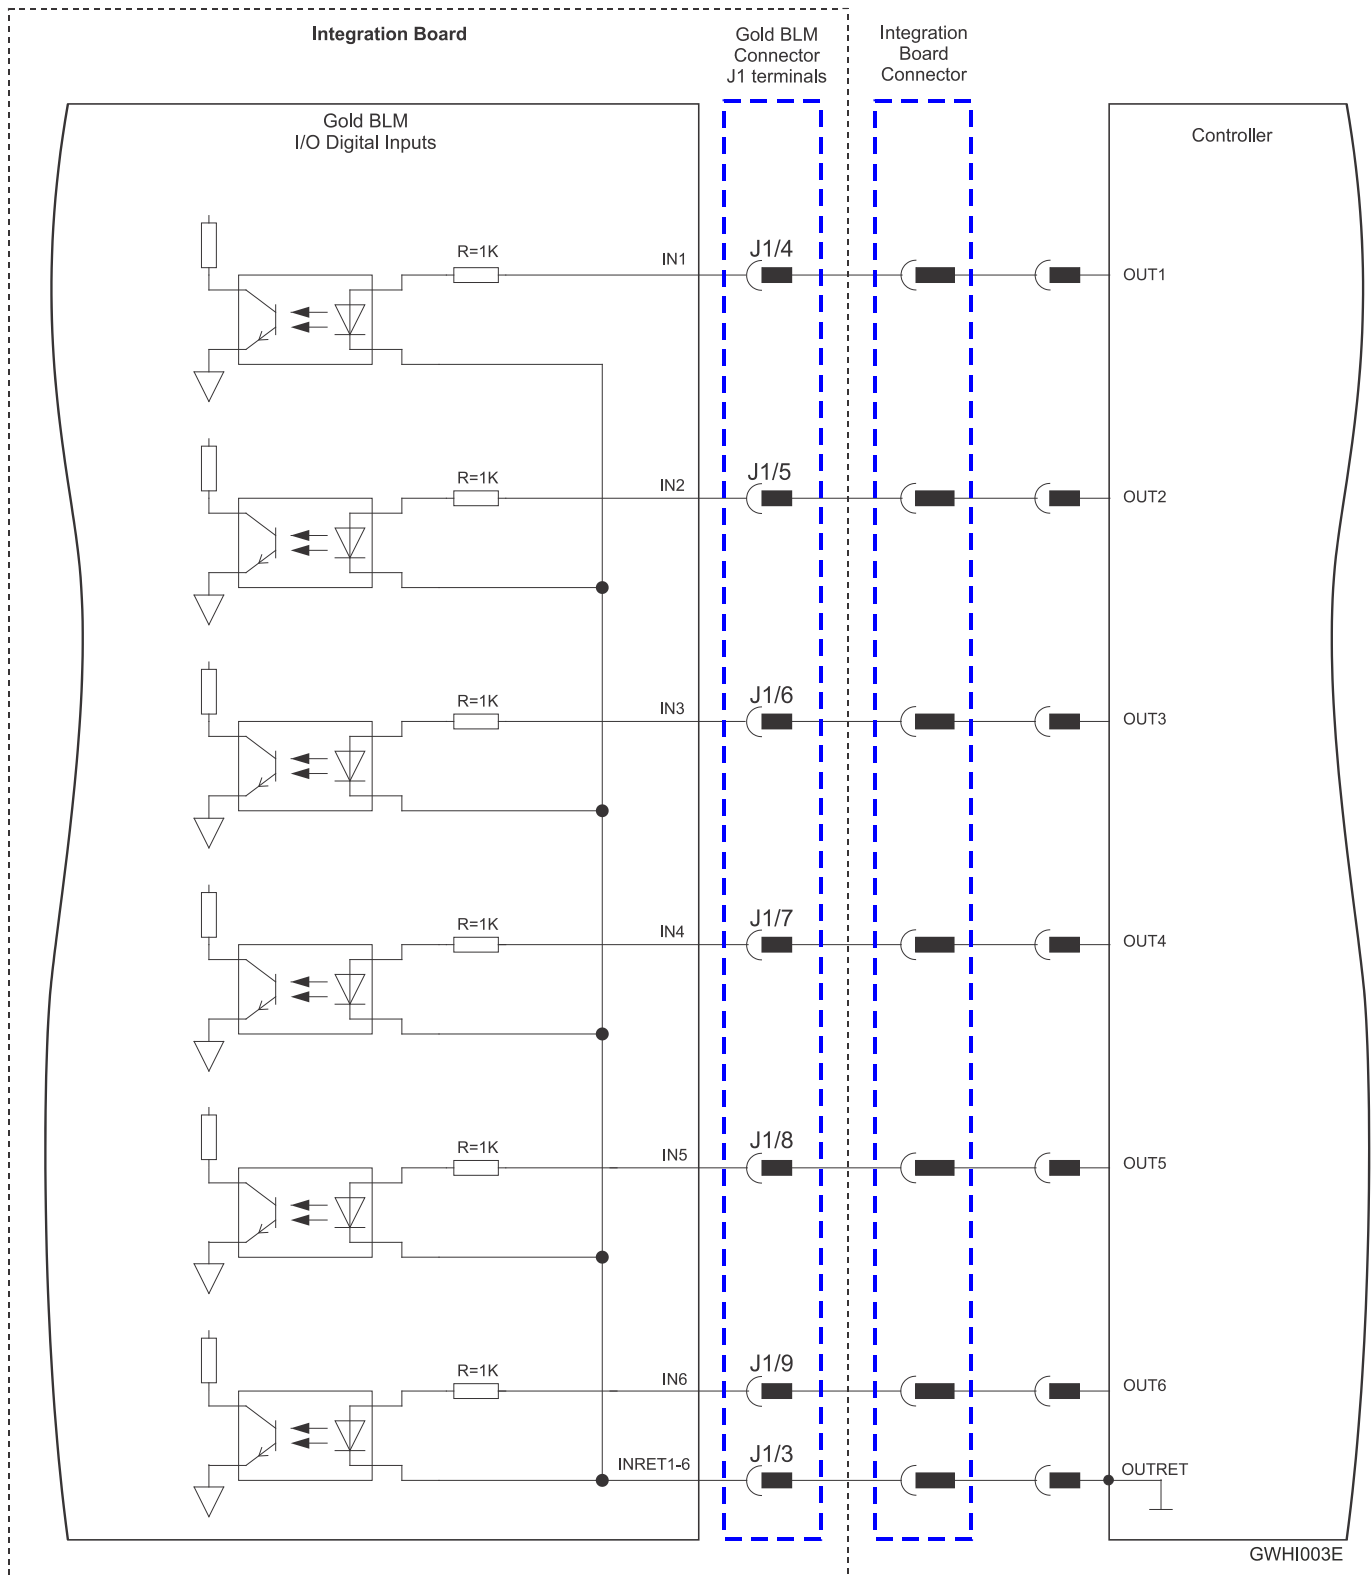 Integration Board
Gold BLM
Connector
J1 terminals
Integration
Board
Connector
Gold BLM
I/O Digital Inputs
Controller
R=1K
IN1
J1/4
OUT1
R=1K
IN2
J1/5
OUT2
R=1K
IN3
J1/6
OUT3
R=1K
IN4
J1/7
OUT4
R=1K
IN5
J1/8
OUT5
R=1K
IN6
J1/9
OUT6
INRET1-6
J1/3
OUTRET
GWHI003E